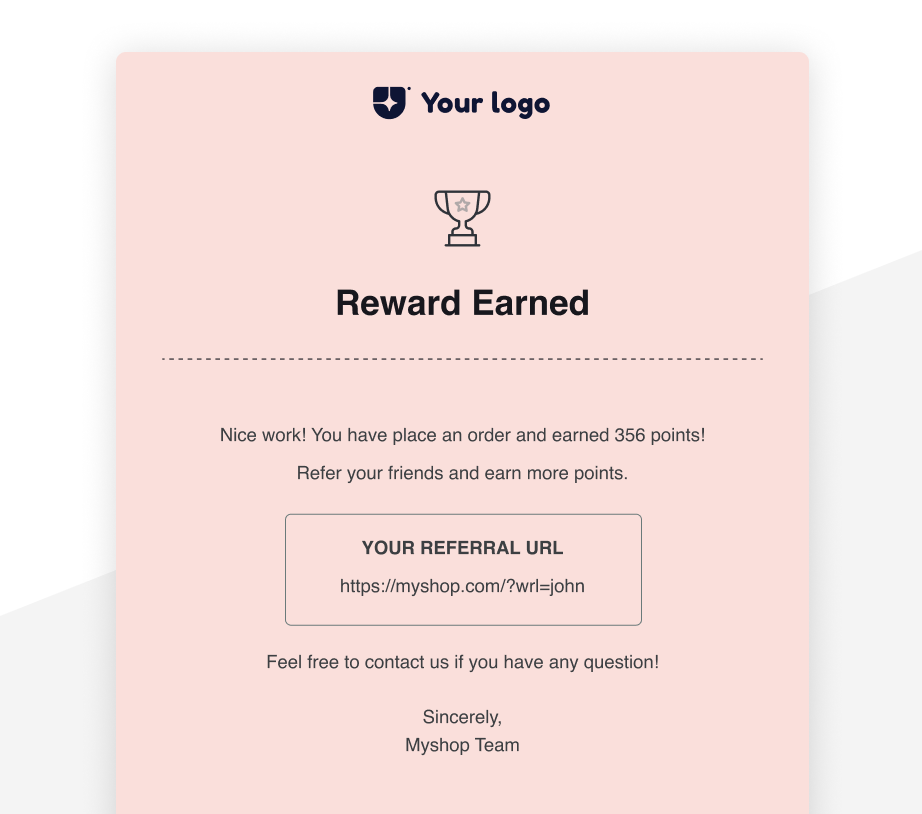 Your logo
Reward Earned
Nice work! You have place an order and earned 356 points!
Refer your friends and earn more points.
YOUR REFERRAL URL
https://myshop.com/?wrl=john
Feel free to contact us if you have any question!
Sincerely,
Myshop Team